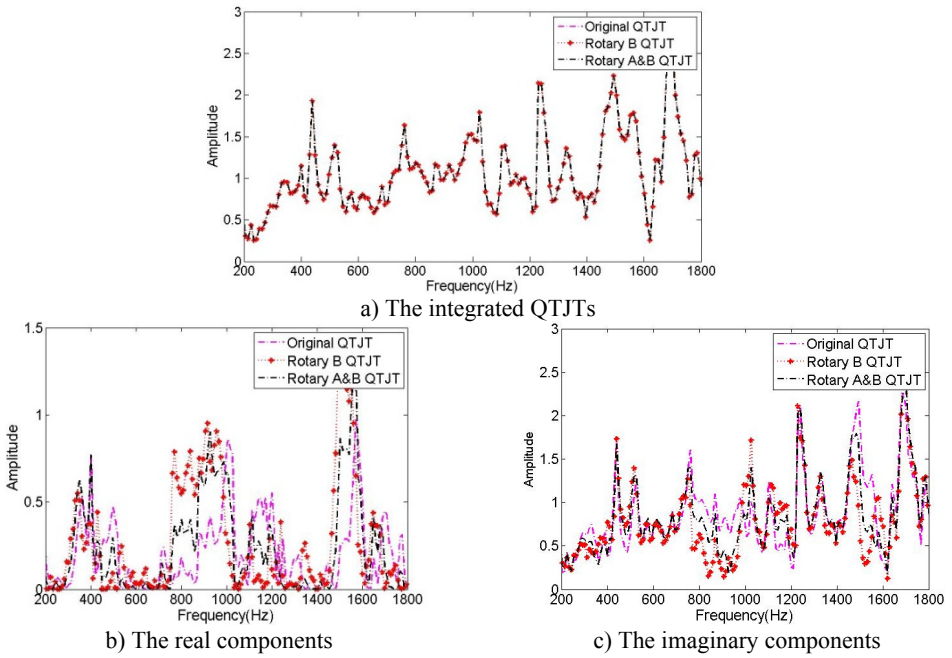 3
2.5
2
1.5
1
0.5
0
Amplitude
Original QTJT
Rotary B QTJT
Rotary A&B QTJT
200 400 600 800 1000 1200 1400 1600 1800
Frequency(Hz)
a) The integrated QTJTs
1.5
1
0.5
0
Amplitude
Original QTJT
Rotary B QTJT
Rotary A&B QTJT
200 400 600 800 1000 1200 1400 1600 1800
Frequency(Hz)
b) The real components
3
2.5
2
1.5
1
0.5
0
Amplitude
Original QTJT
Rotary B QTJT
Rotary A&B QTJT
200 400 600 800 1000 1200 1400 1600 1800
Frequency(Hz)
c) The imaginary components